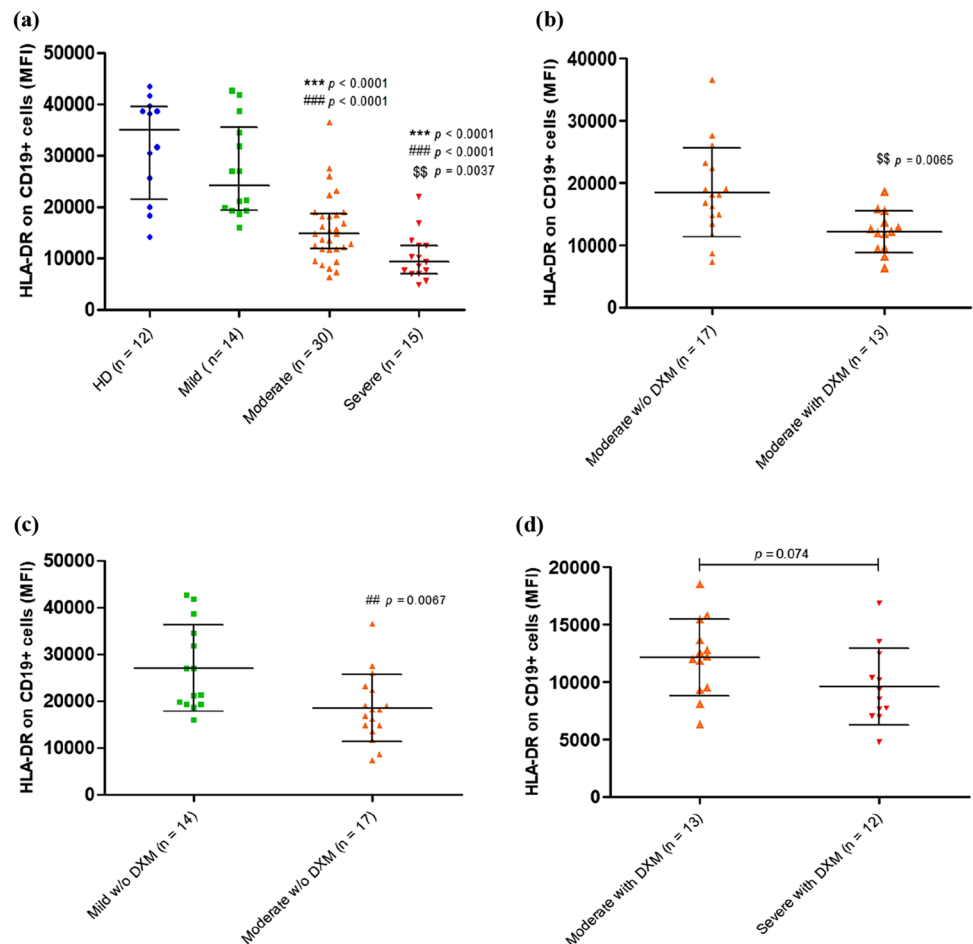 (a)
HLA-DR on CD19+ cells (MFI)
50000
40000
30000
20000
10000
0
*** p < 0.0001
### p < 0.0001
*** p < 0.0001
### p < 0.0001
$$ p = 0.0037
HD (n = 12)
Mild ( n= 14)
Moderate (n = 30)
Severe (n = 15)
(b)
HLA-DR on CD19+ cells (MFI)
40000
30000
20000
10000
0
$$ p = 0.0065
Moderate w/o DXM (n = 17)
Moderate with DXM (n = 13)
(c)
HLA-DR on CD19+ cells (MFI)
50000
40000
30000
20000
10000
0
## p = 0.0067
Mild w/o DXM (n = 14)
Moderate w/o DXM (n = 17)
(d)
HLA-DR on CD19+ cells (MFI)
20000
15000
10000
5000
0
p = 0.074
Moderate with DXM (n = 13)
Severe with DXM (n = 12)